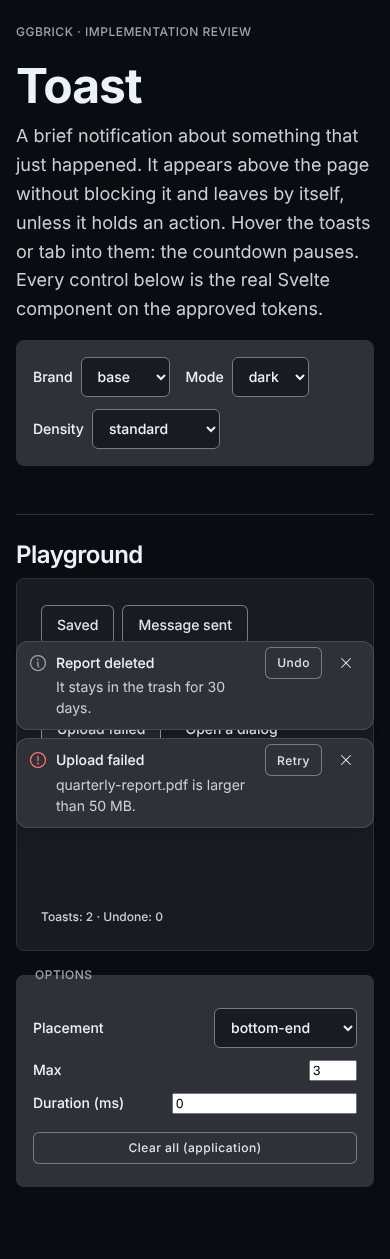 GGBRICK · IMPLEMENTATION REVIEW
Toast
A brief notification about something that
just happened. It appears above the page
without blocking it and leaves by itself,
unless it holds an action. Hover the toasts
or tab into them: the countdown pauses.
Every control below is the real Svelte
component on the approved tokens.
Brand base Mode dark
Density standard
Playground
Saved Message sent
Report deleted Undo
It stays in the trash for 30
days.
Upload failed Open a dialog
Upload failed Retry
quarterly-report.pdf is larger
than 50 MB.
Toasts: 2 · Undone: 0
OPTIONS
Placement bottom-end
Max 3
Duration (ms) 0
Clear all (application)